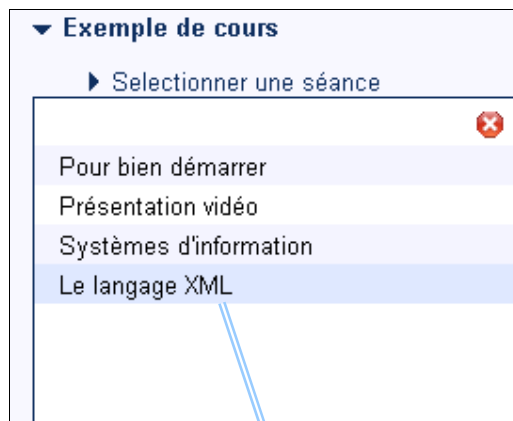 Exemple de cours
Selectionner une séance
Pour bien démarrer
Présentation vidéo
Systèmes d'information
Le langage XML